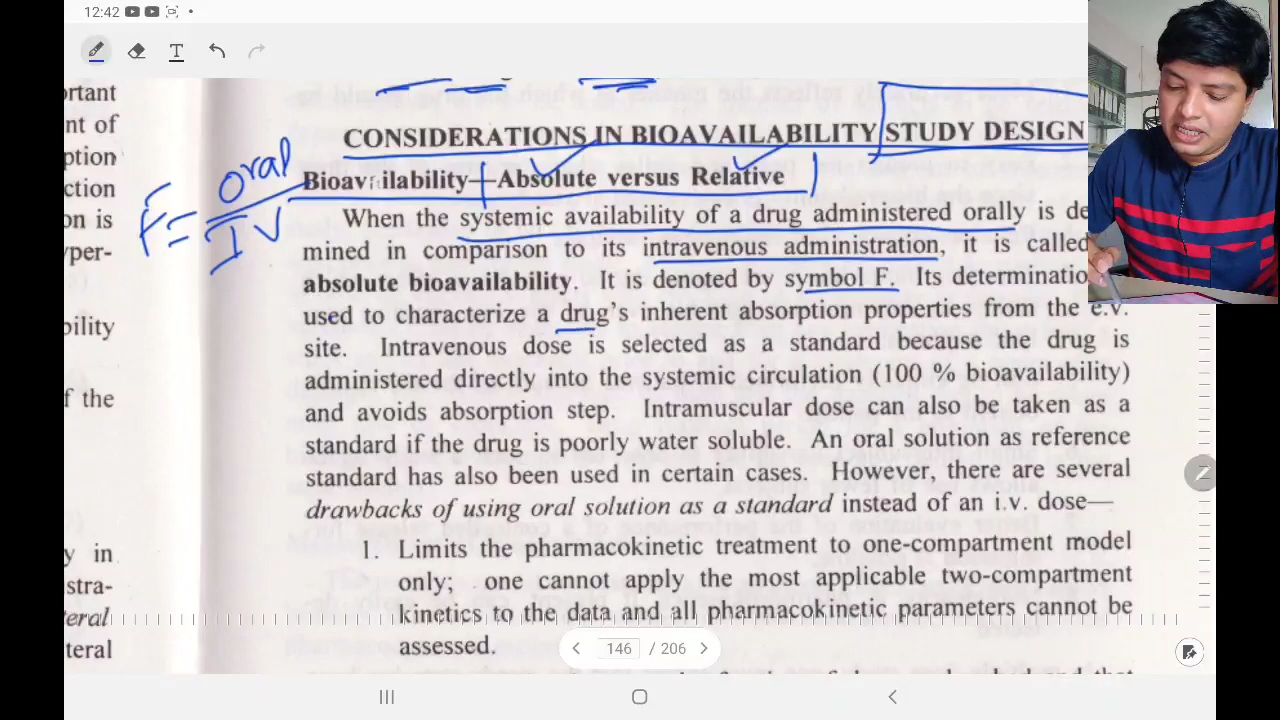 12:42
ortant
nt of
ption
ction
on is
yper-
bility
f the
y in
stra-
teral
teral
F = Oral
IV
CONSIDERATIONS IN BIOAVAILABILITY STUDY DESIGN
Bioavailability—Absolute versus Relative
When the systemic availability of a drug administered orally is de
mined in comparison to its intravenous administration, it is called
absolute bioavailability. It is denoted by symbol F. Its determinatio
used to characterize a drug's inherent absorption properties from the e.v.
site. Intravenous dose is selected as a standard because the drug is
administered directly into the systemic circulation (100 % bioavailability)
and avoids absorption step. Intramuscular dose can also be taken as a
standard if the drug is poorly water soluble. An oral solution as reference
standard has also been used in certain cases. However, there are several
drawbacks of using oral solution as a standard instead of an i.v. dose—
1. Limits the pharmacokinetic treatment to one-compartment model
only; one cannot apply the most applicable two-compartment
kinetics to the data and all pharmacokinetic parameters cannot be
assessed.
146 / 206